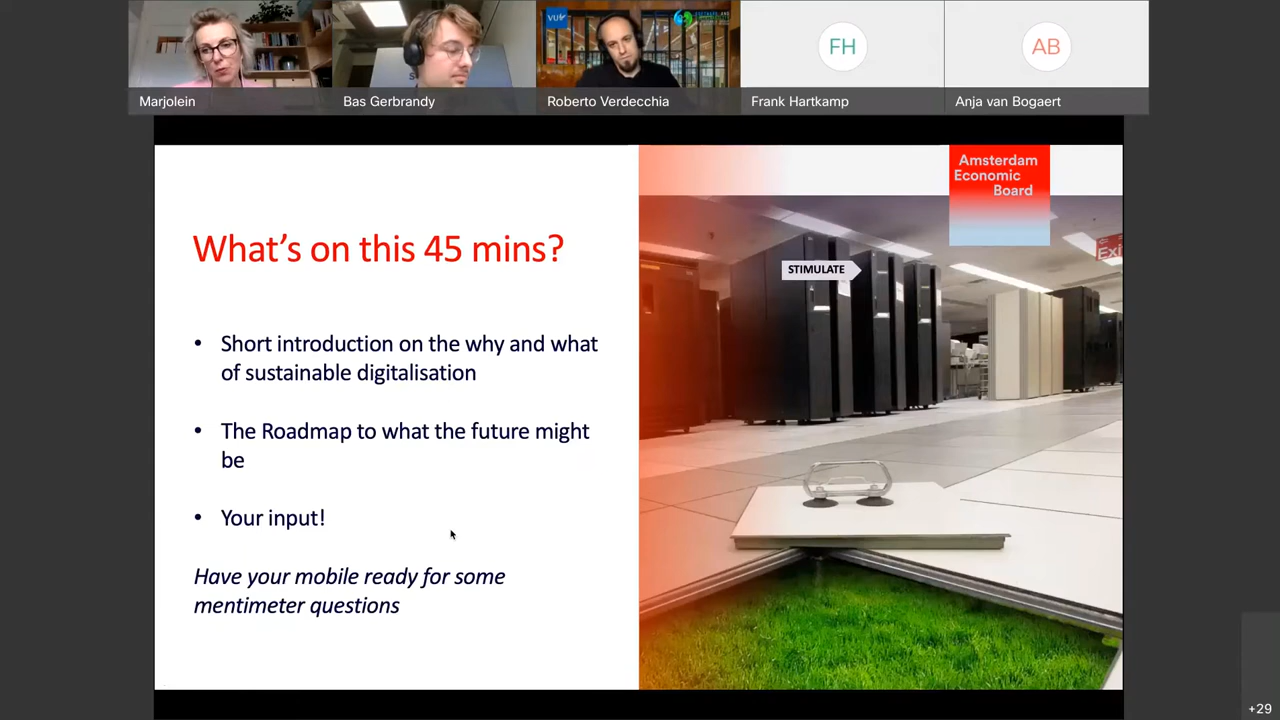 VU
Marjolein
Bas Gerbrandy
Roberto Verdecchia
FH
Frank Hartkamp
AB
Anja van Bogaert
Amsterdam
Economic
Board
What’s on this 45 mins?
STIMULATE
Exi
• Short introduction on the why and what
of sustainable digitalisation
• The Roadmap to what the future might
be
• Your input!
Have your mobile ready for some
mentimeter questions
+29